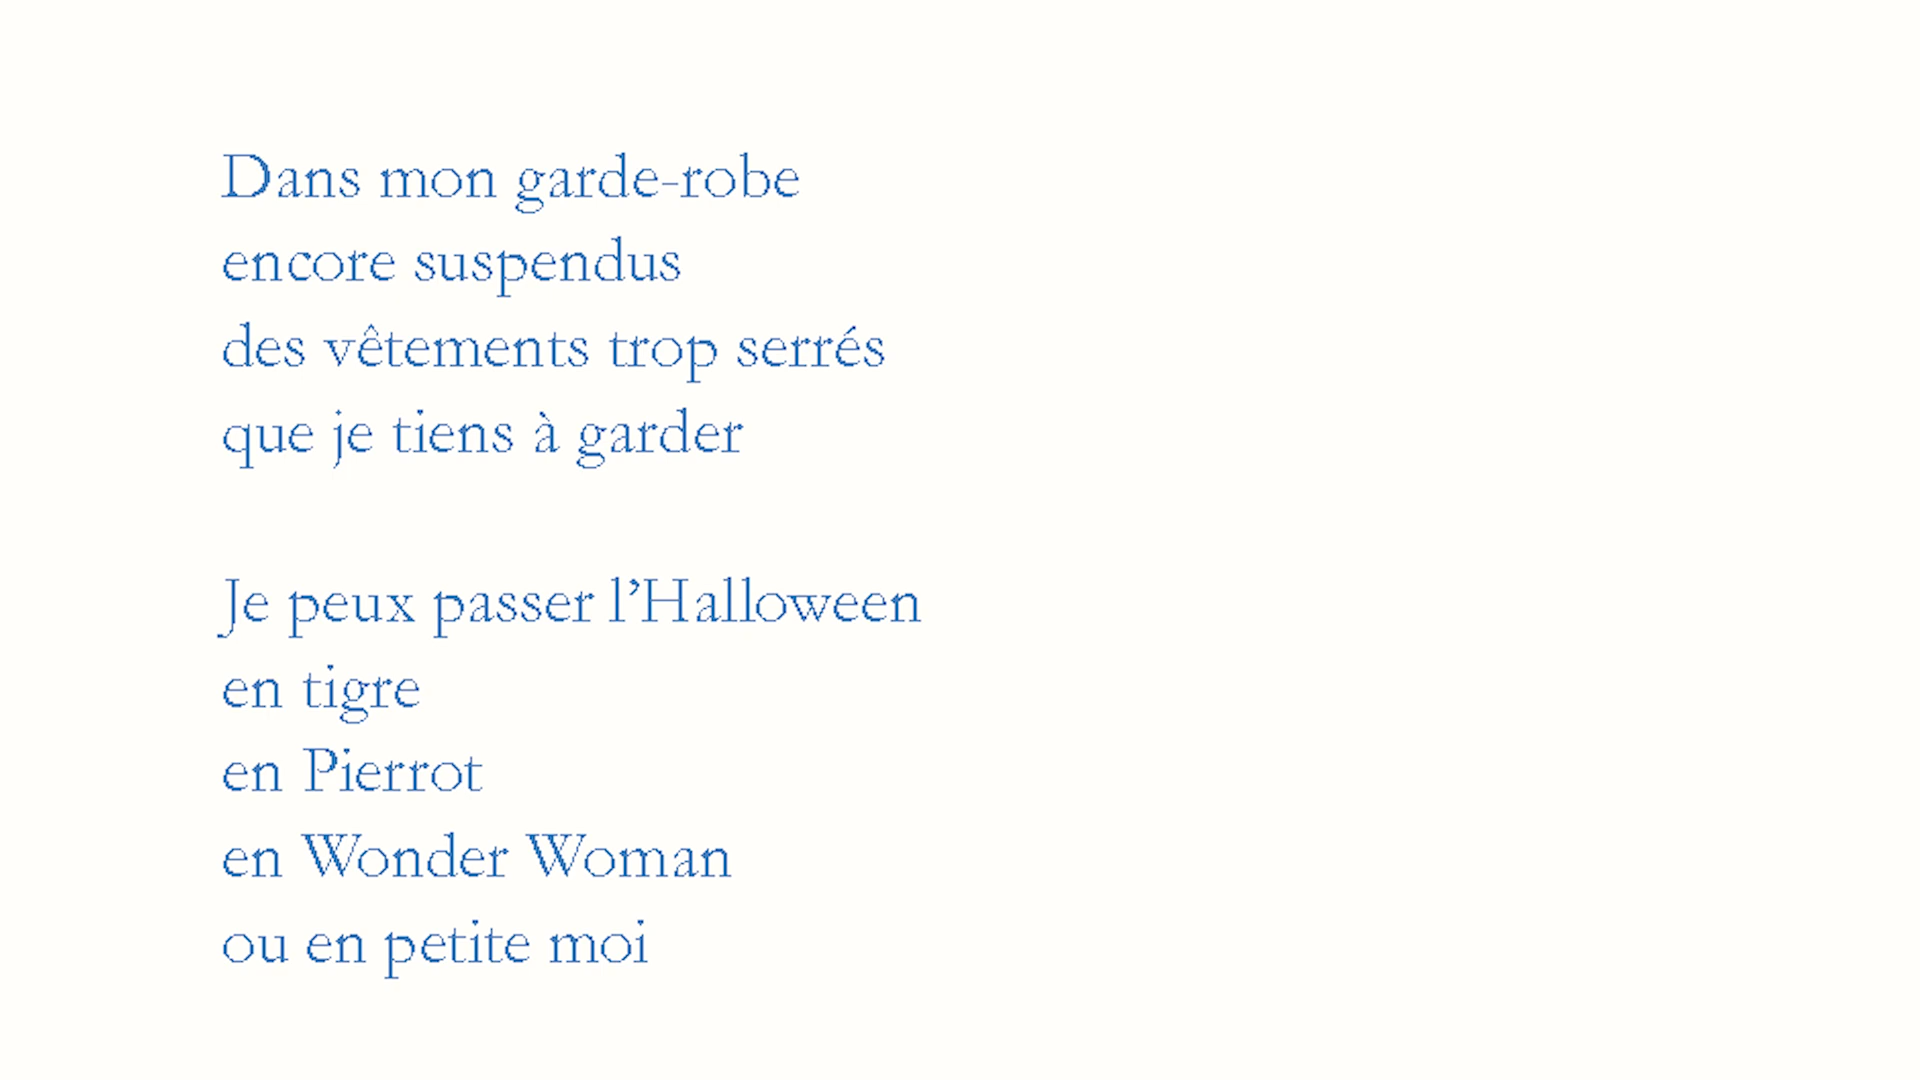 Dans mon garde-robe
encore suspendus
des vêtements trop serrés
que je tiens à garder

Je peux passer l’Halloween
en tigre
en Pierrot
en Wonder Woman
ou en petite moi